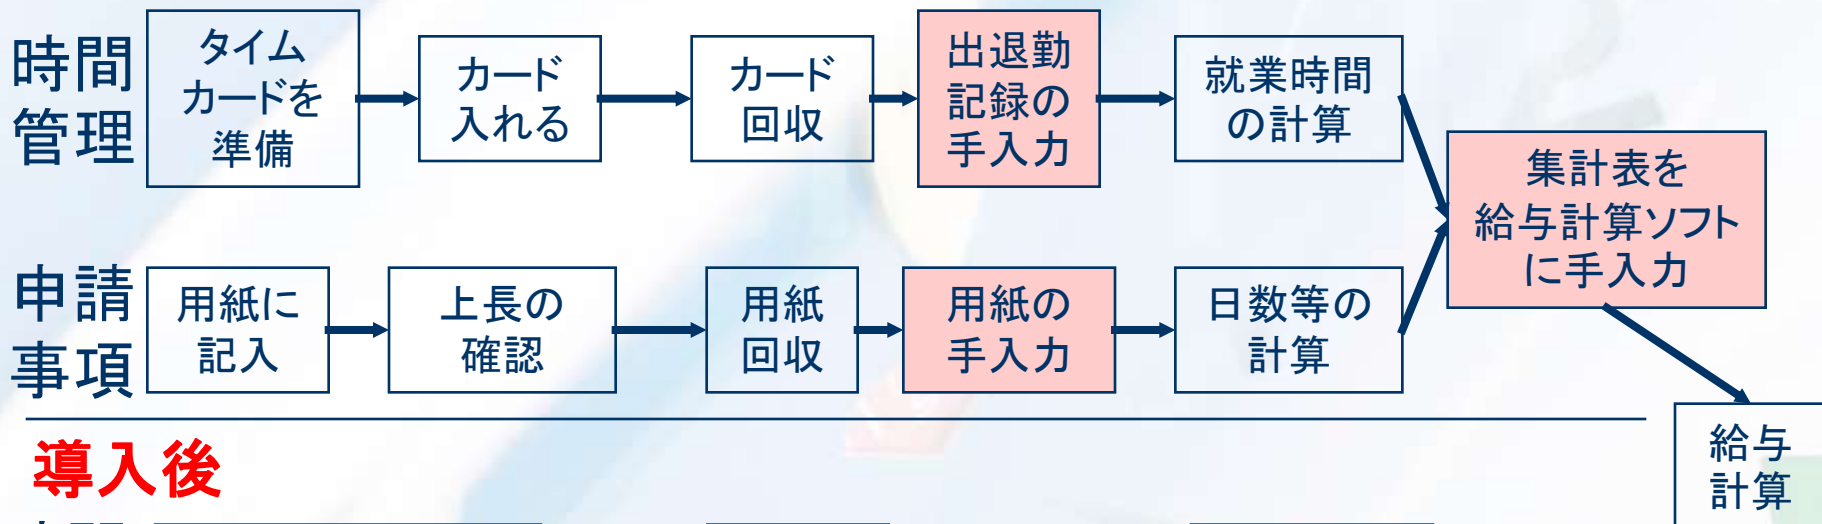 時間
管理
タイム
カードを
準備
カード
入れる
カード
回収
出退勤
記録の
手入力
就業時間
の計算
集計表を
給与計算ソフト
に手入力
申請
事項
用紙に
記入
上長の
確認
用紙
回収
用紙の
手入力
日数等の
計算
給与
計算
導入後